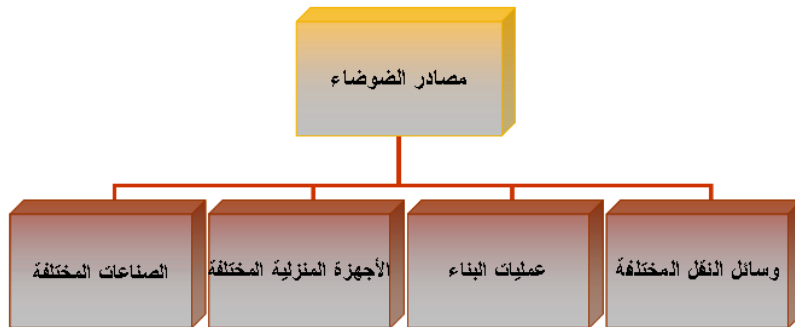 مصادر الضوضاء
وسائل النقل المختلفة
عمليات البناء
الأجهزة المنزلية المختلفة
الصناعات المختلفة